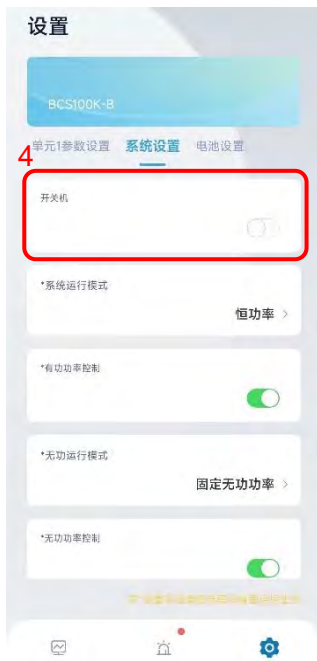 设置
BCS100K-B
单元1参数设置 系统设置 电池设置
4
开关机
*系统运行模式
恒功率 >
*有功功率控制
*无功运行模式
固定无功功率 >
*无功功率控制